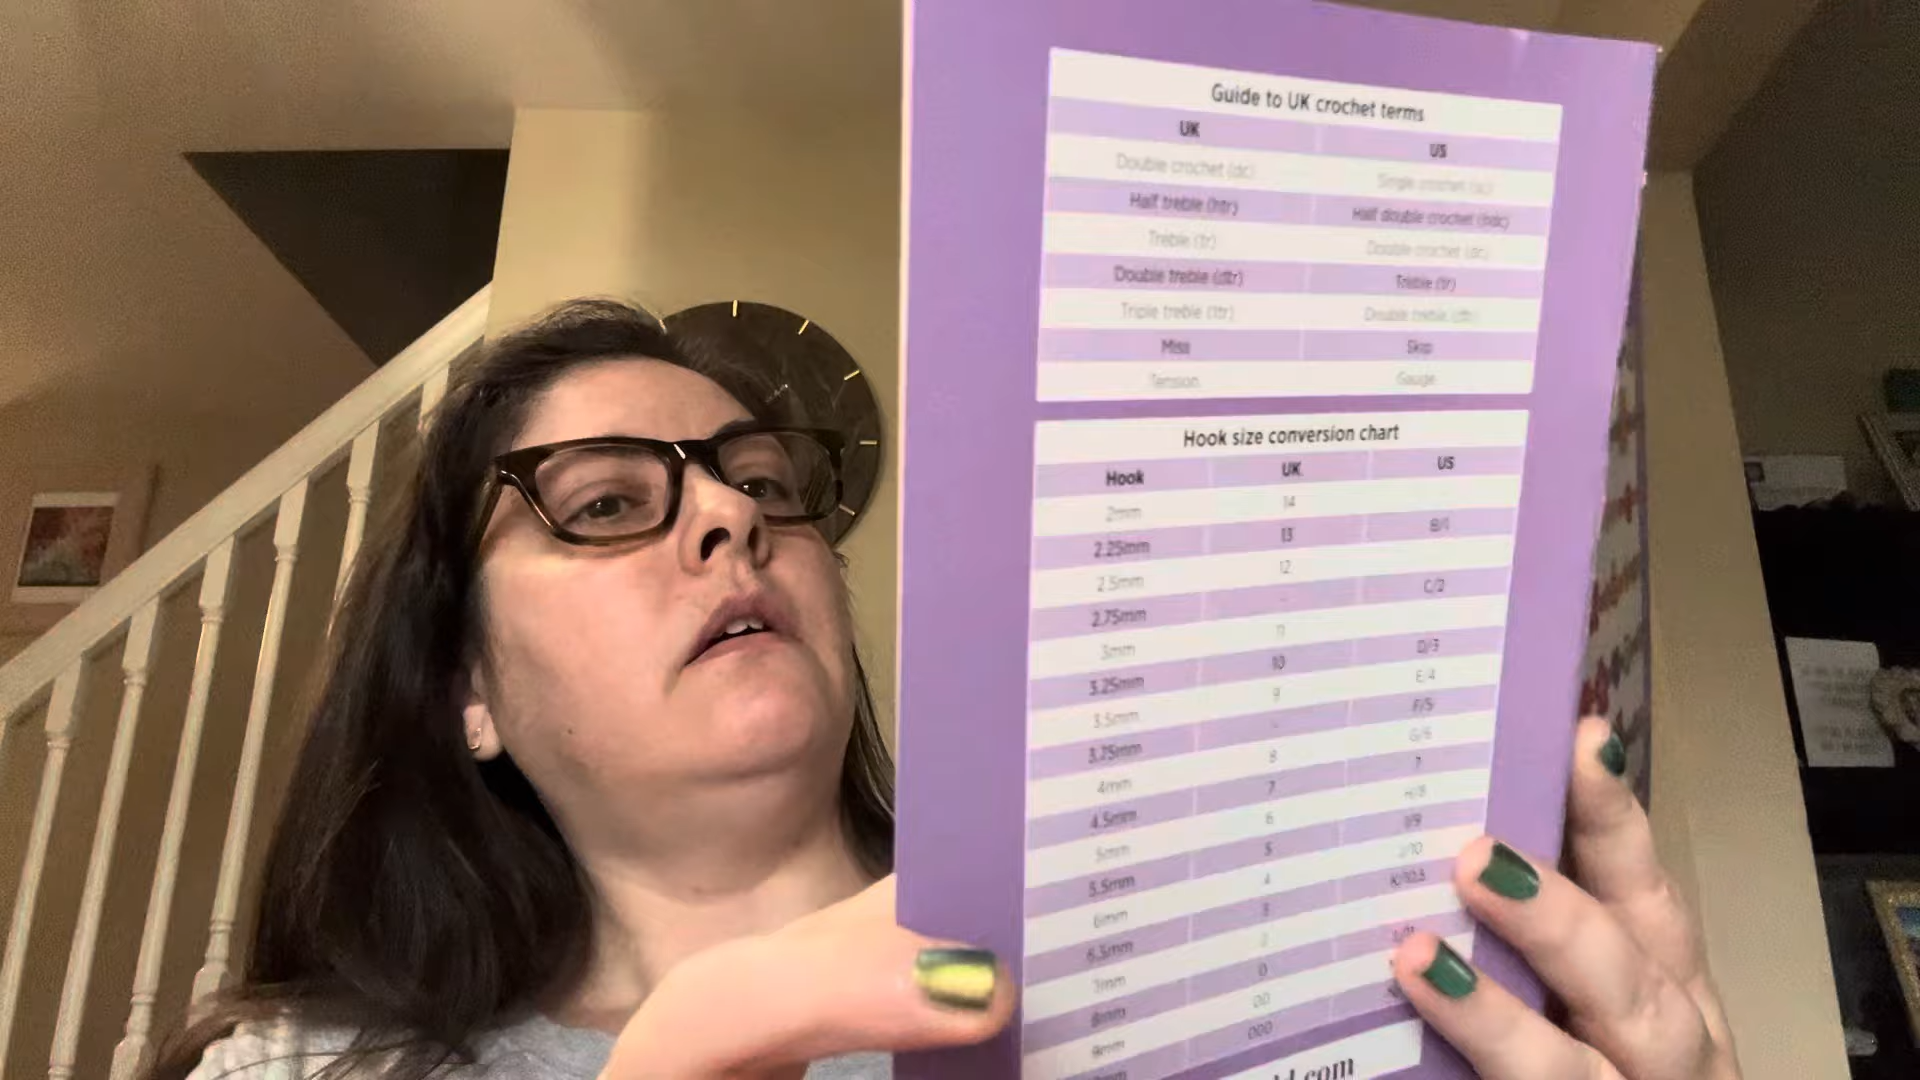 Guide to UK crochet terms
UK US
Double crochet (dc) Single crochet (sc)
Half treble (htr) Half double crochet (hdc)
Treble (tr) Double crochet (dc)
Double treble (dtr) Treble (tr)
Triple treble (ttr) Double treble (dtr)
Miss Skip
Tension Gauge
Hook size conversion chart
Hook UK US
2mm 14
2.25mm 13 B/1
2.5mm 12
2.75mm - C/2
3mm 11
3.25mm 10 D/3
3.5mm 9 E/4
3.75mm - F/5
4mm 8 G/6
4.5mm 7 7
5mm 6 H/8
5.5mm 5 I/9
6mm 4 J/10
6.5mm 3 K/10.5
7mm 2
8mm 0 L/11
9mm 00
000
.com